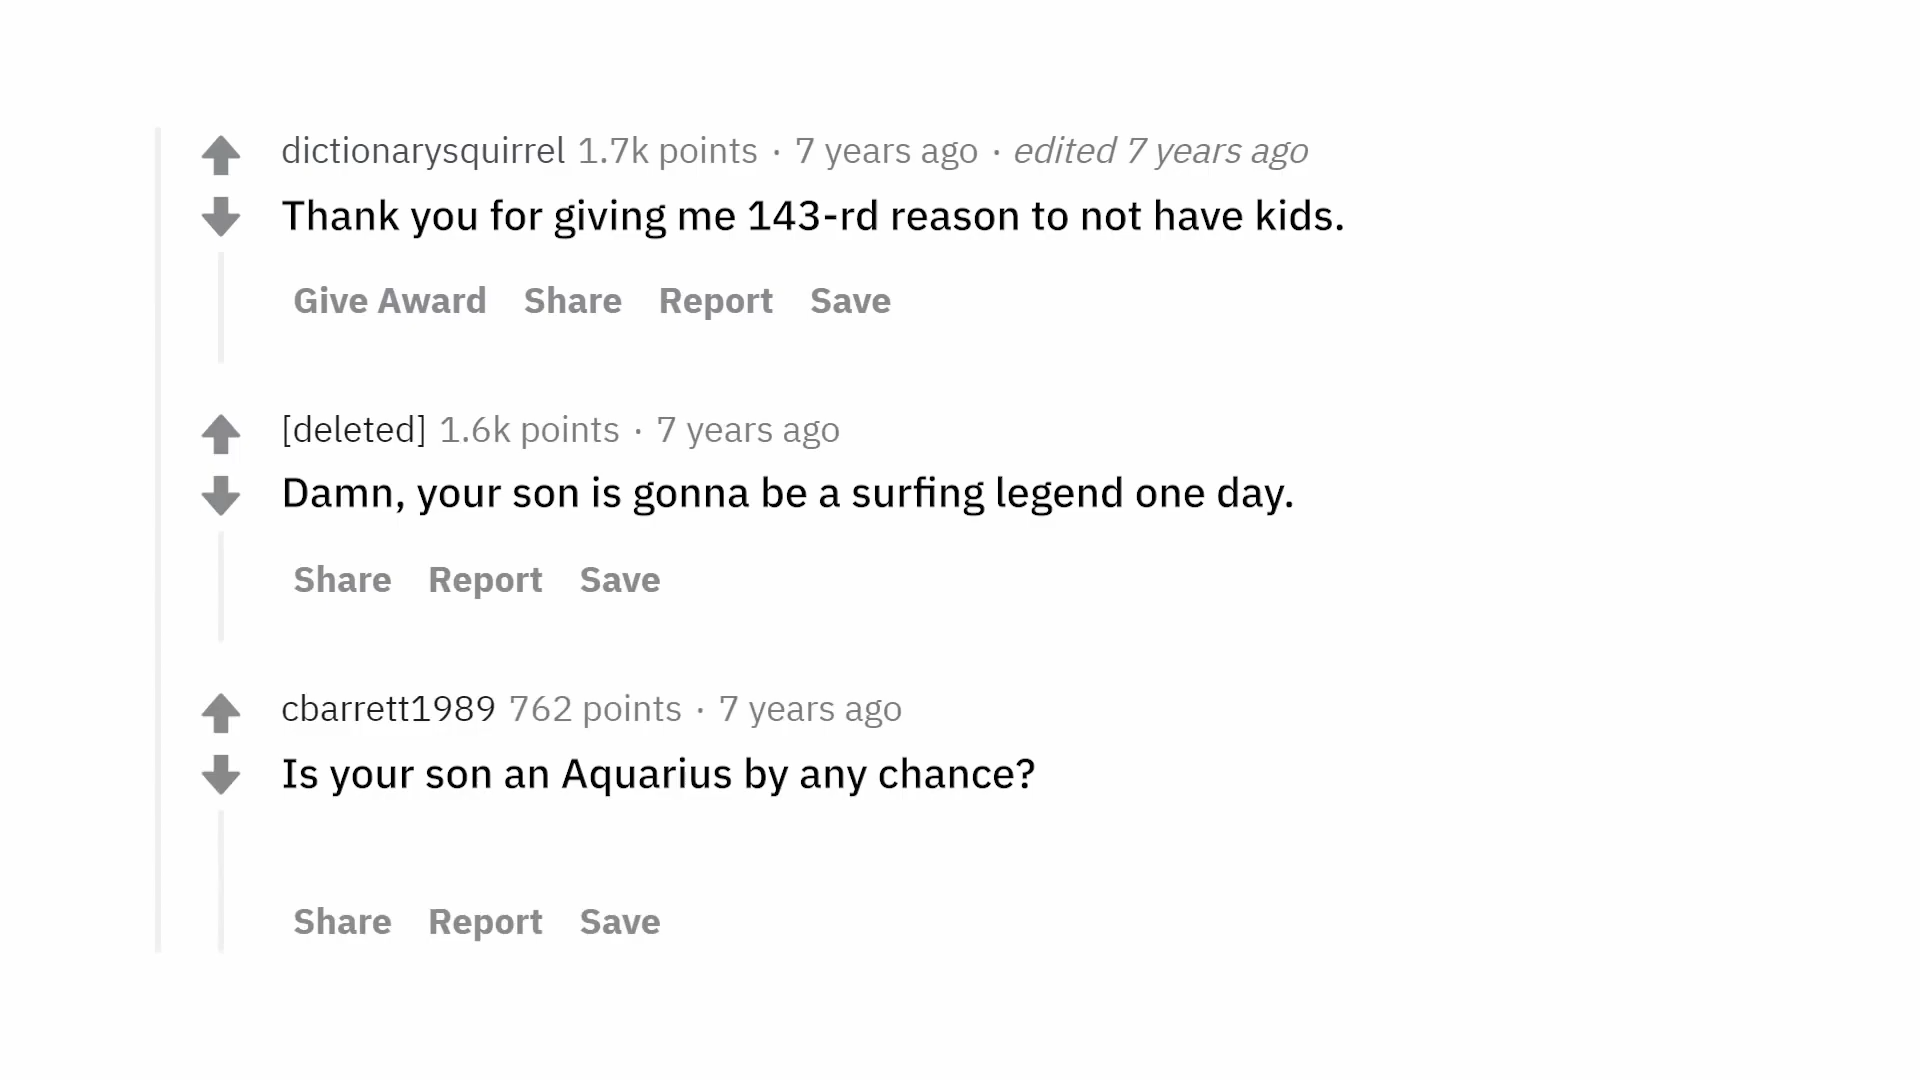 dictionarysquirrel 1.7k points · 7 years ago · edited 7 years ago
Thank you for giving me 143-rd reason to not have kids.
Give Award Share Report Save
[deleted] 1.6k points · 7 years ago
Damn, your son is gonna be a surfing legend one day.
Share Report Save
cbarrett1989 762 points · 7 years ago
Is your son an Aquarius by any chance?
Share Report Save